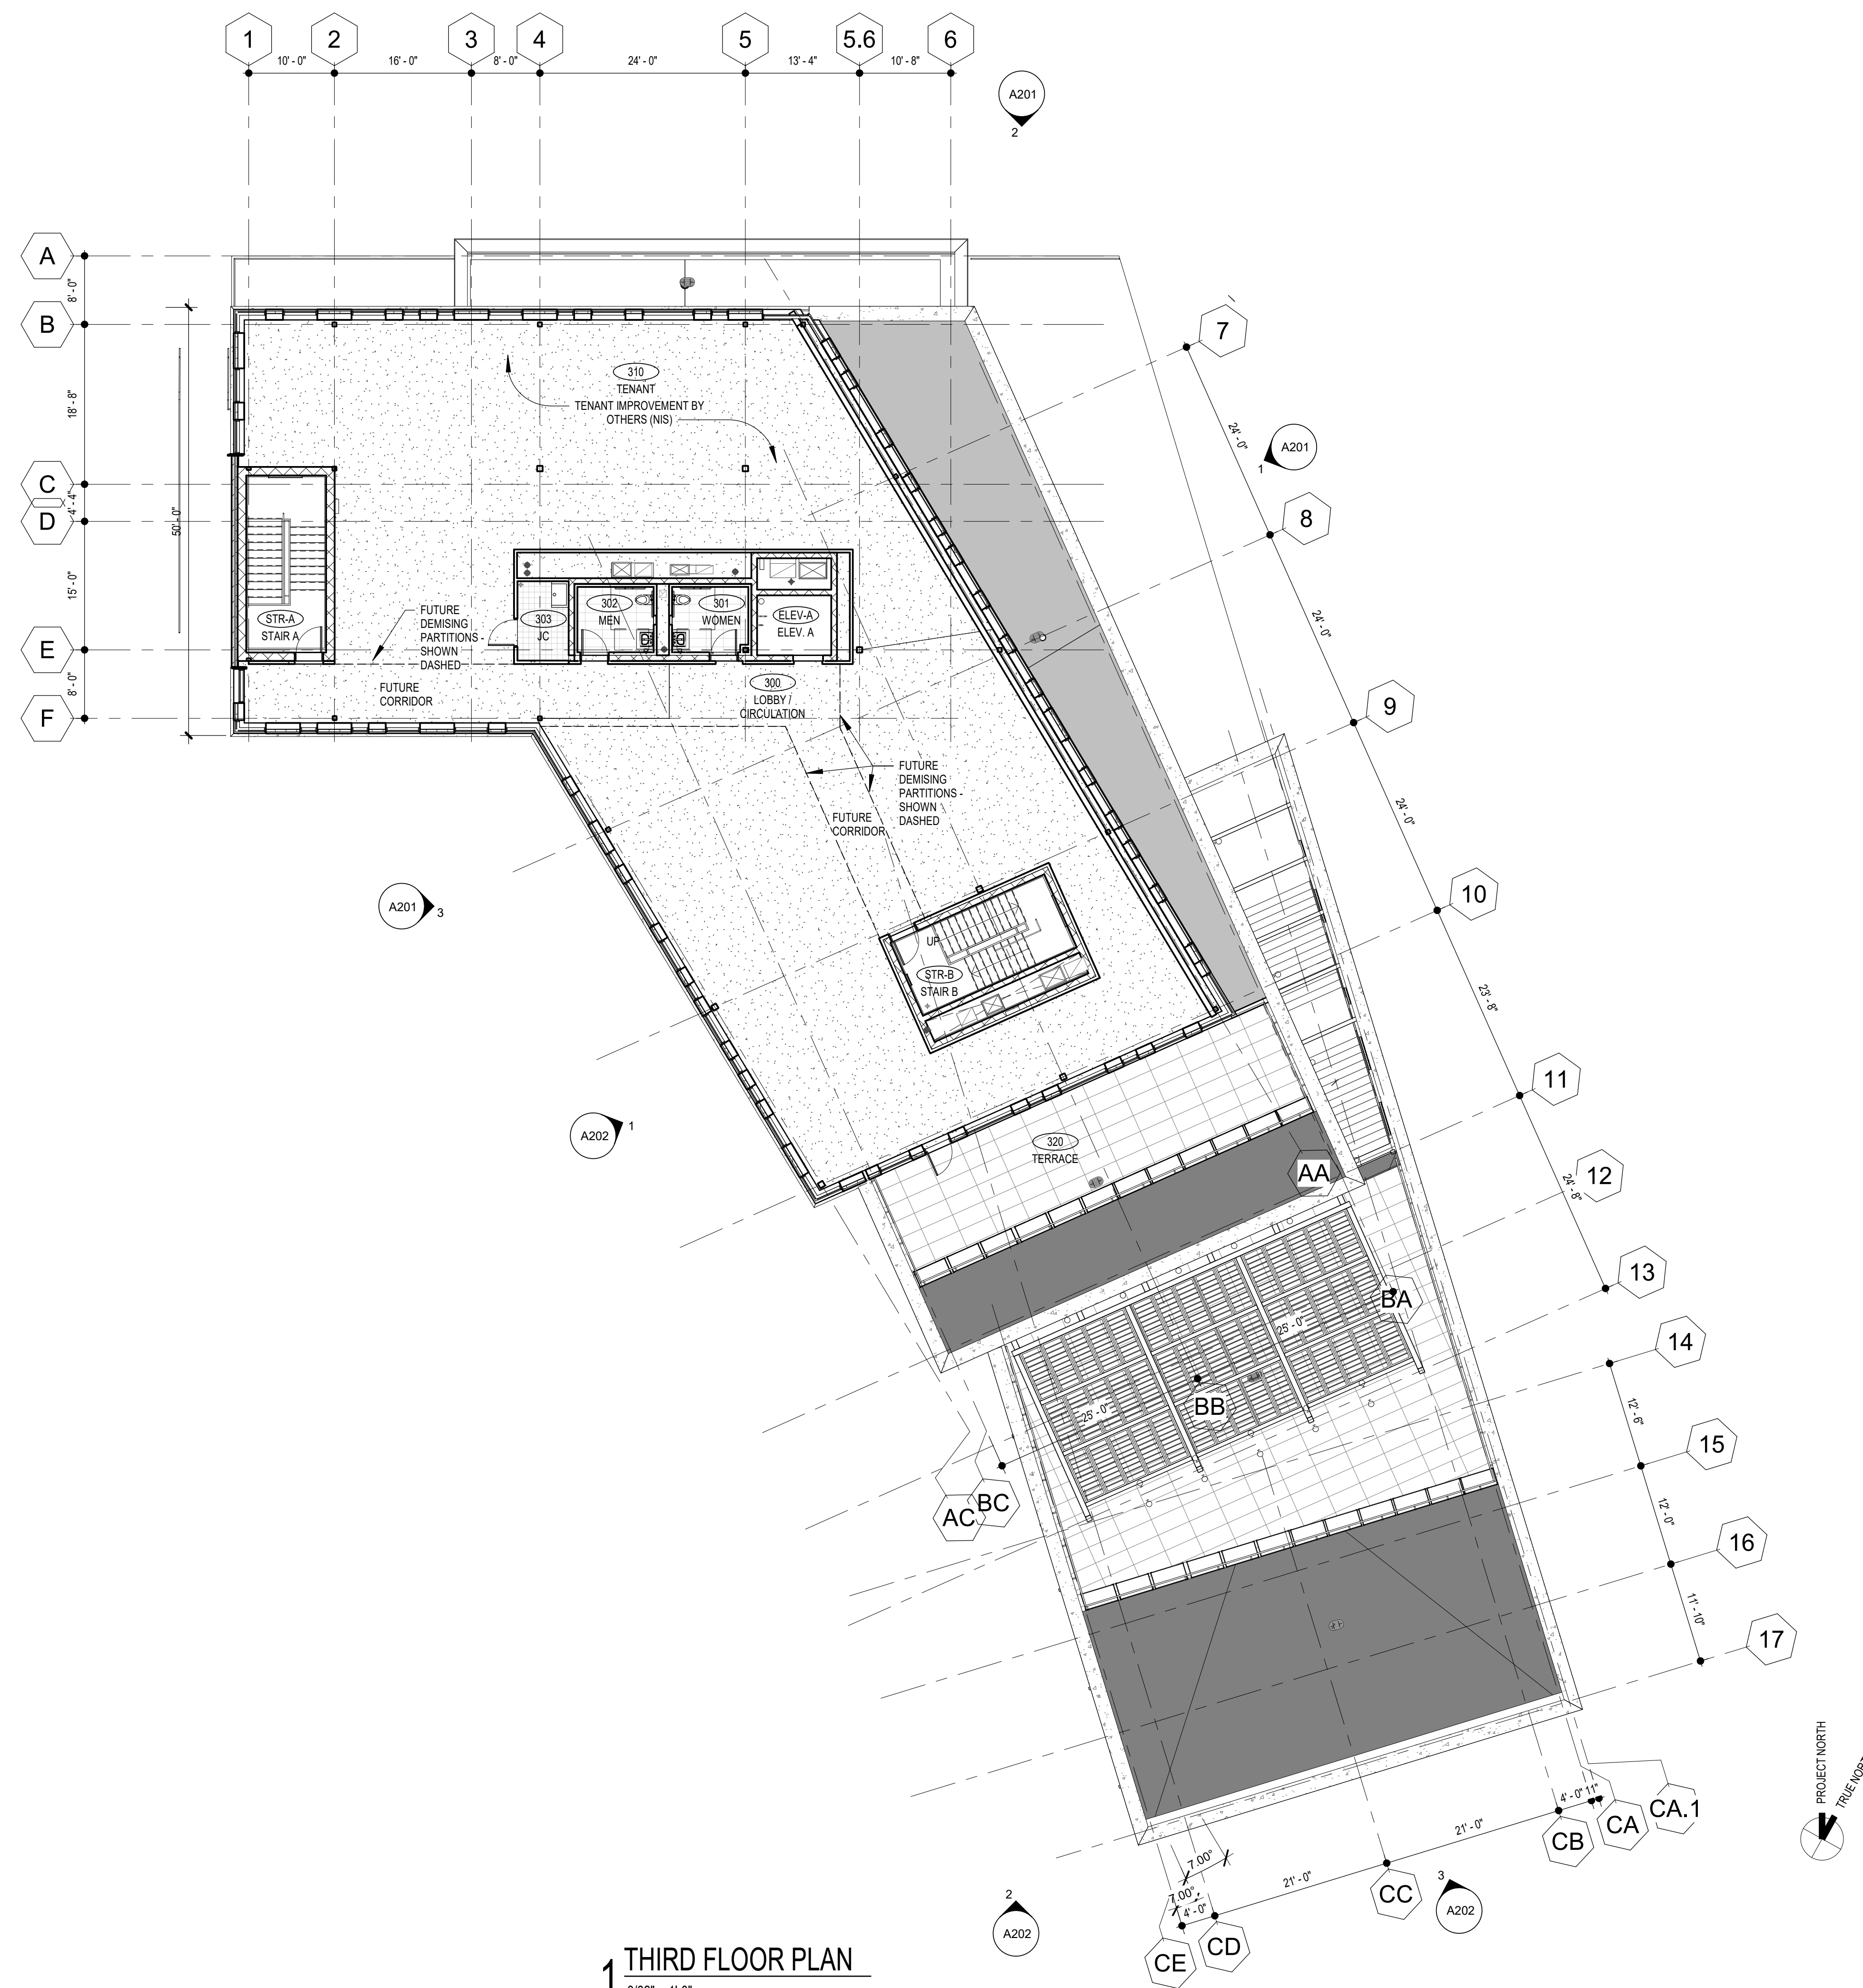 1
2
3
4
5
5.6
6
10' - 0"
16' - 0"
8' - 0"
24' - 0"
13' - 4"
10' - 8"
A201
2
A
B
C
D
E
F
8' - 0"
18' - 8"
4' - 4"
15' - 0"
8' - 0"
50' - 0"
310
TENANT
TENANT IMPROVEMENT BY
OTHERS (NIS)
7
8
9
10
11
12
13
14
15
16
17
24' - 0"
24' - 0"
24' - 0"
23' - 8"
24' - 8"
12' - 6"
12' - 0"
11' - 10"
A201
1
STR-A
STAIR A
303
JC
302
MEN
301
WOMEN
ELEV-A
ELEV. A
FUTURE
DEMISING
PARTITIONS -
SHOWN
DASHED
FUTURE
CORRIDOR
300
LOBBY /
CIRCULATION
FUTURE
DEMISING
PARTITIONS -
SHOWN
DASHED
FUTURE
CORRIDOR
A201
3
UP
STR-B
STAIR B
A202
1
320
TERRACE
AA
BA
25' - 0"
BB
25' - 0"
AC
BC
7.00°
7.00°
4' - 0"
21' - 0"
21' - 0"
4' - 0"
11"
CE
CD
CC
CB
CA
CA.1
2
A202
3
A202
PROJECT NORTH
1
THIRD FLOOR PLAN